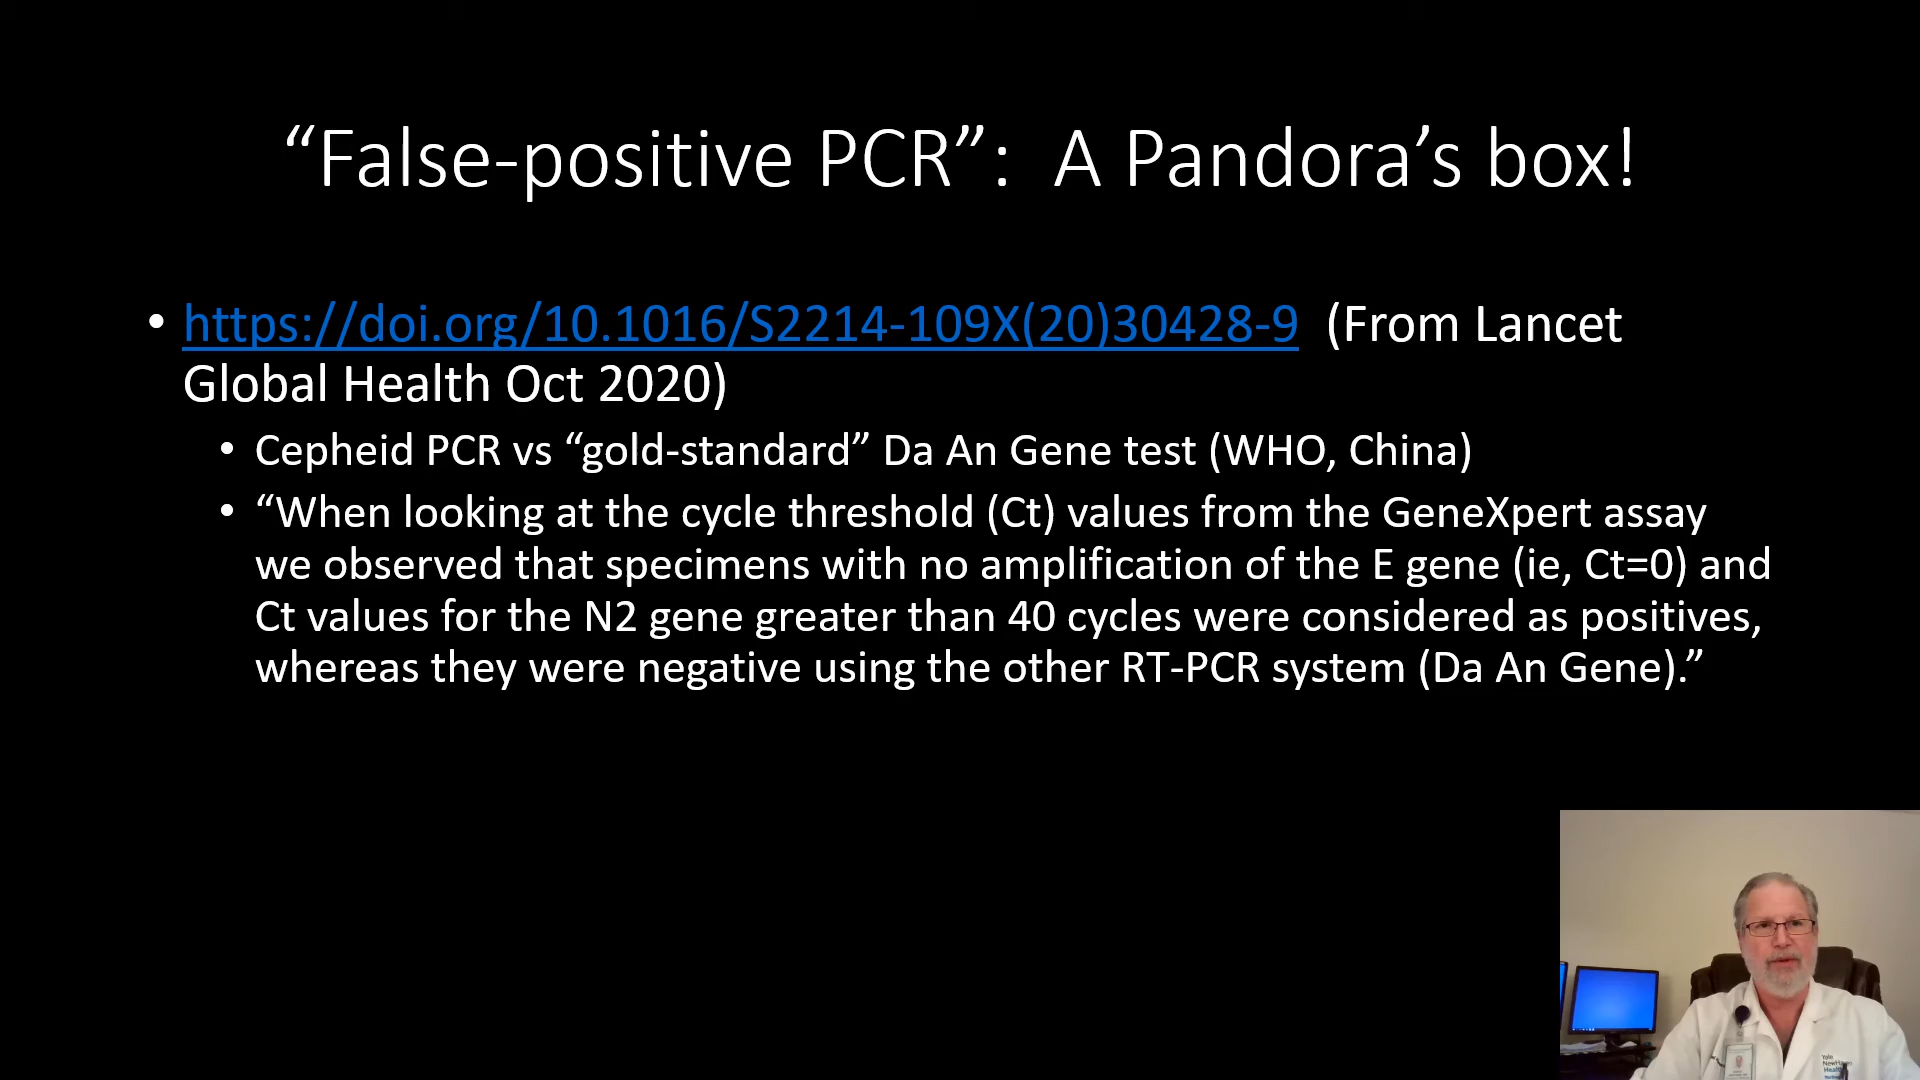 “False-positive PCR”: A Pandora’s box!
• https://doi.org/10.1016/S2214-109X(20)30428-9 (From Lancet
Global Health Oct 2020)
• Cepheid PCR vs “gold-standard” Da An Gene test (WHO, China)
• “When looking at the cycle threshold (Ct) values from the GeneXpert assay
we observed that specimens with no amplification of the E gene (ie, Ct=0) and
Ct values for the N2 gene greater than 40 cycles were considered as positives,
whereas they were negative using the other RT-PCR system (Da An Gene).”
Yale
Health